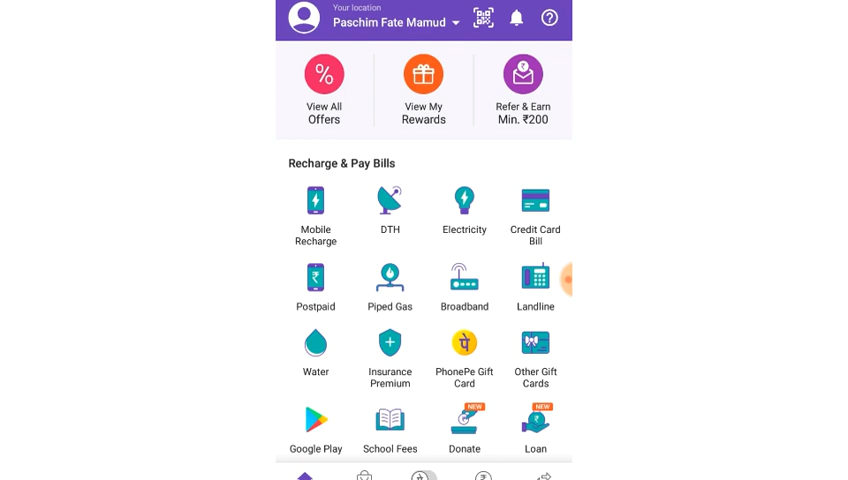 Your location
Paschim Fate Mamud
View All
Offers
View My
Rewards
Refer & Earn
Min. ₹200
Recharge & Pay Bills
Mobile
Recharge
DTH
Electricity
Credit Card
Bill
Postpaid
Piped Gas
Broadband
Landline
Water
Insurance
Premium
PhonePe Gift
Card
Other Gift
Cards
NEW
NEW
Google Play
School Fees
Donate
Loan